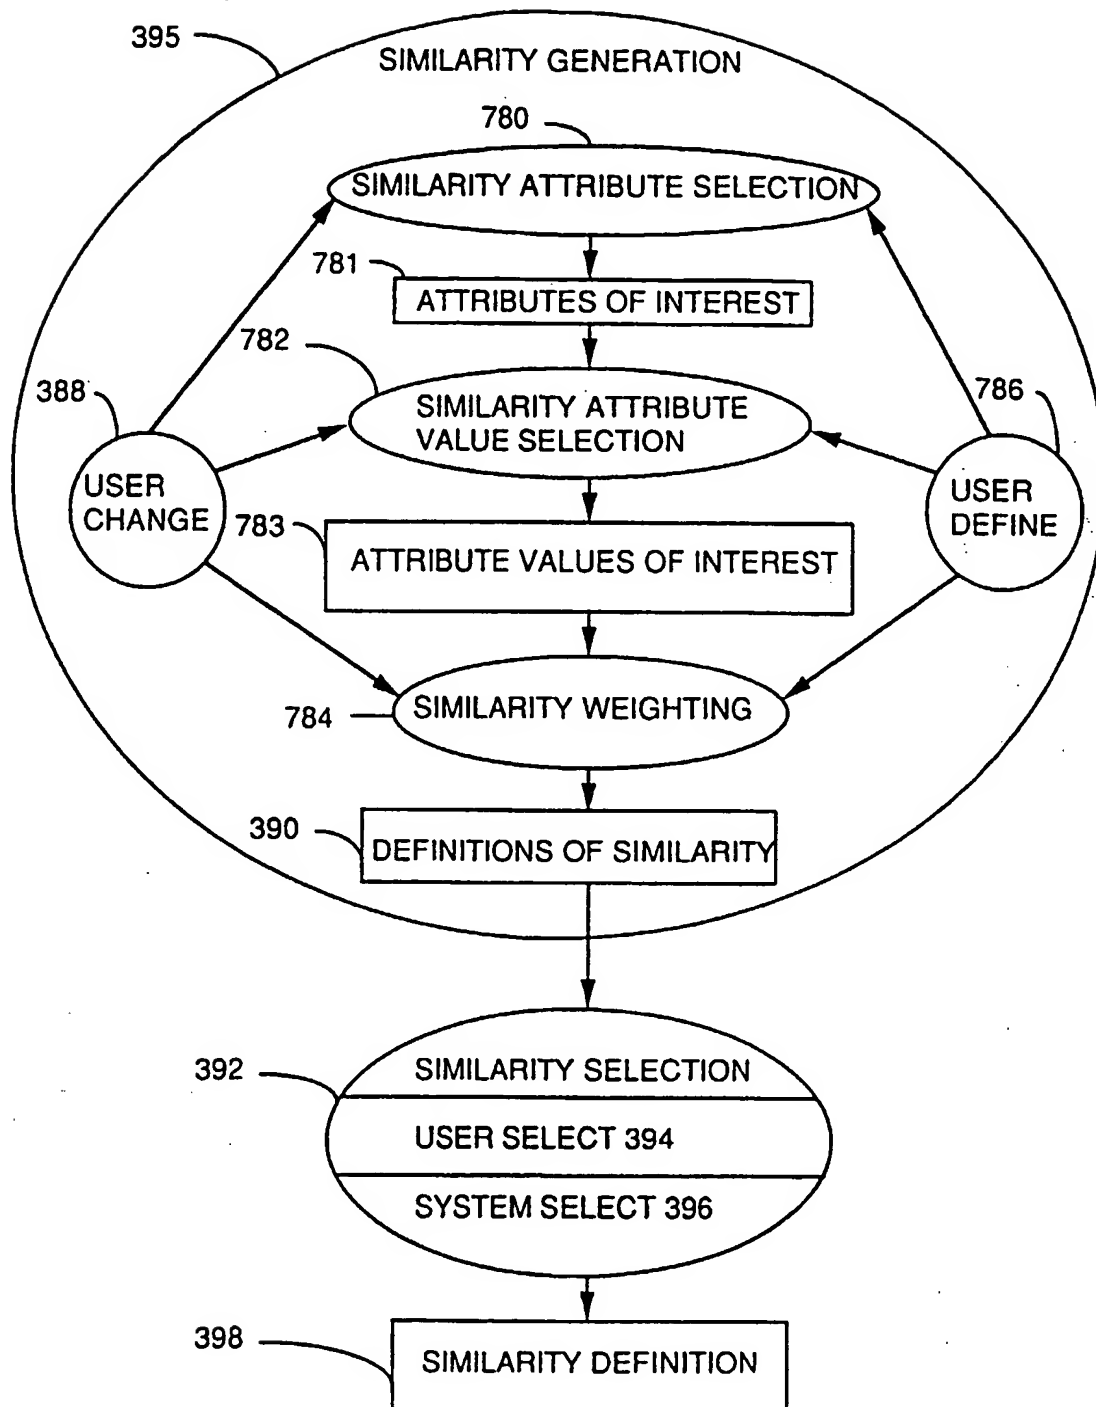 395
SIMILARITY GENERATION
780
SIMILARITY ATTRIBUTE SELECTION
781
ATTRIBUTES OF INTEREST
782
388
SIMILARITY ATTRIBUTE
VALUE SELECTION
786
USER
CHANGE
USER
DEFINE
783
ATTRIBUTE VALUES OF INTEREST
784
SIMILARITY WEIGHTING
390
DEFINITIONS OF SIMILARITY
392
SIMILARITY SELECTION
USER SELECT 394
SYSTEM SELECT 396
398
SIMILARITY DEFINITION